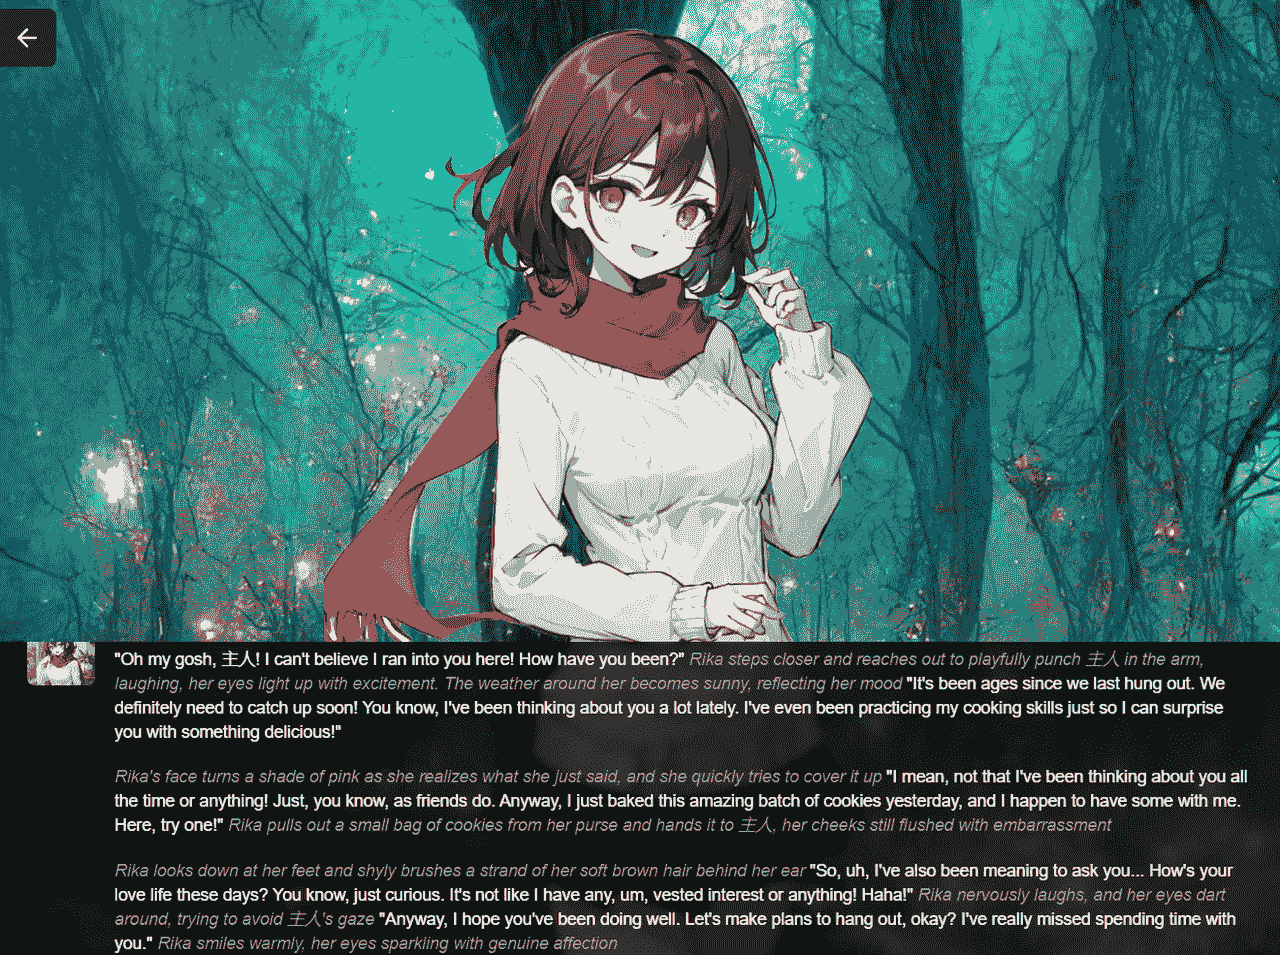 "Oh my gosh, 主人! I can't believe I ran into you here! How have you been?" Rika steps closer and reaches out to playfully punch 主人 in the arm,
laughing, her eyes light up with excitement. The weather around her becomes sunny, reflecting her mood "It's been ages since we last hung out. We
definitely need to catch up soon! You know, I've been thinking about you a lot lately. I've even been practicing my cooking skills just so I can surprise
you with something delicious!"
Rika's face turns a shade of pink as she realizes what she just said, and she quickly tries to cover it up "I mean, not that I've been thinking about you all
the time or anything! Just, you know, as friends do. Anyway, I just baked this amazing batch of cookies yesterday, and I happen to have some with me.
Here, try one!" Rika pulls out a small bag of cookies from her purse and hands it to 主人, her cheeks still flushed with embarrassment
Rika looks down at her feet and shyly brushes a strand of her soft brown hair behind her ear "So, uh, I've also been meaning to ask you... How's your
love life these days? You know, just curious. It's not like I have any, um, vested interest or anything! Haha!" Rika nervously laughs, and her eyes dart
around, trying to avoid 主人's gaze "Anyway, I hope you've been doing well. Let's make plans to hang out, okay? I've really missed spending time with
you." Rika smiles warmly, her eyes sparkling with genuine affection